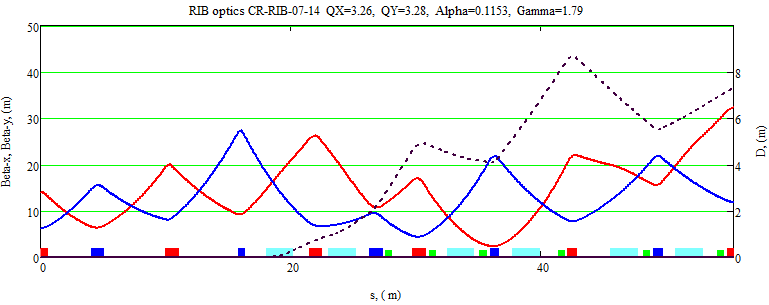 RIB optics CR-RIB-07-14 QX=3.26, QY=3.28, Alpha=0.1153, Gamma=1.79
50
40
30
20
10
0
8
6
4
2
0
Beta-x, Beta-y, (m)
D, (m)
0 20 40
s, ( m)